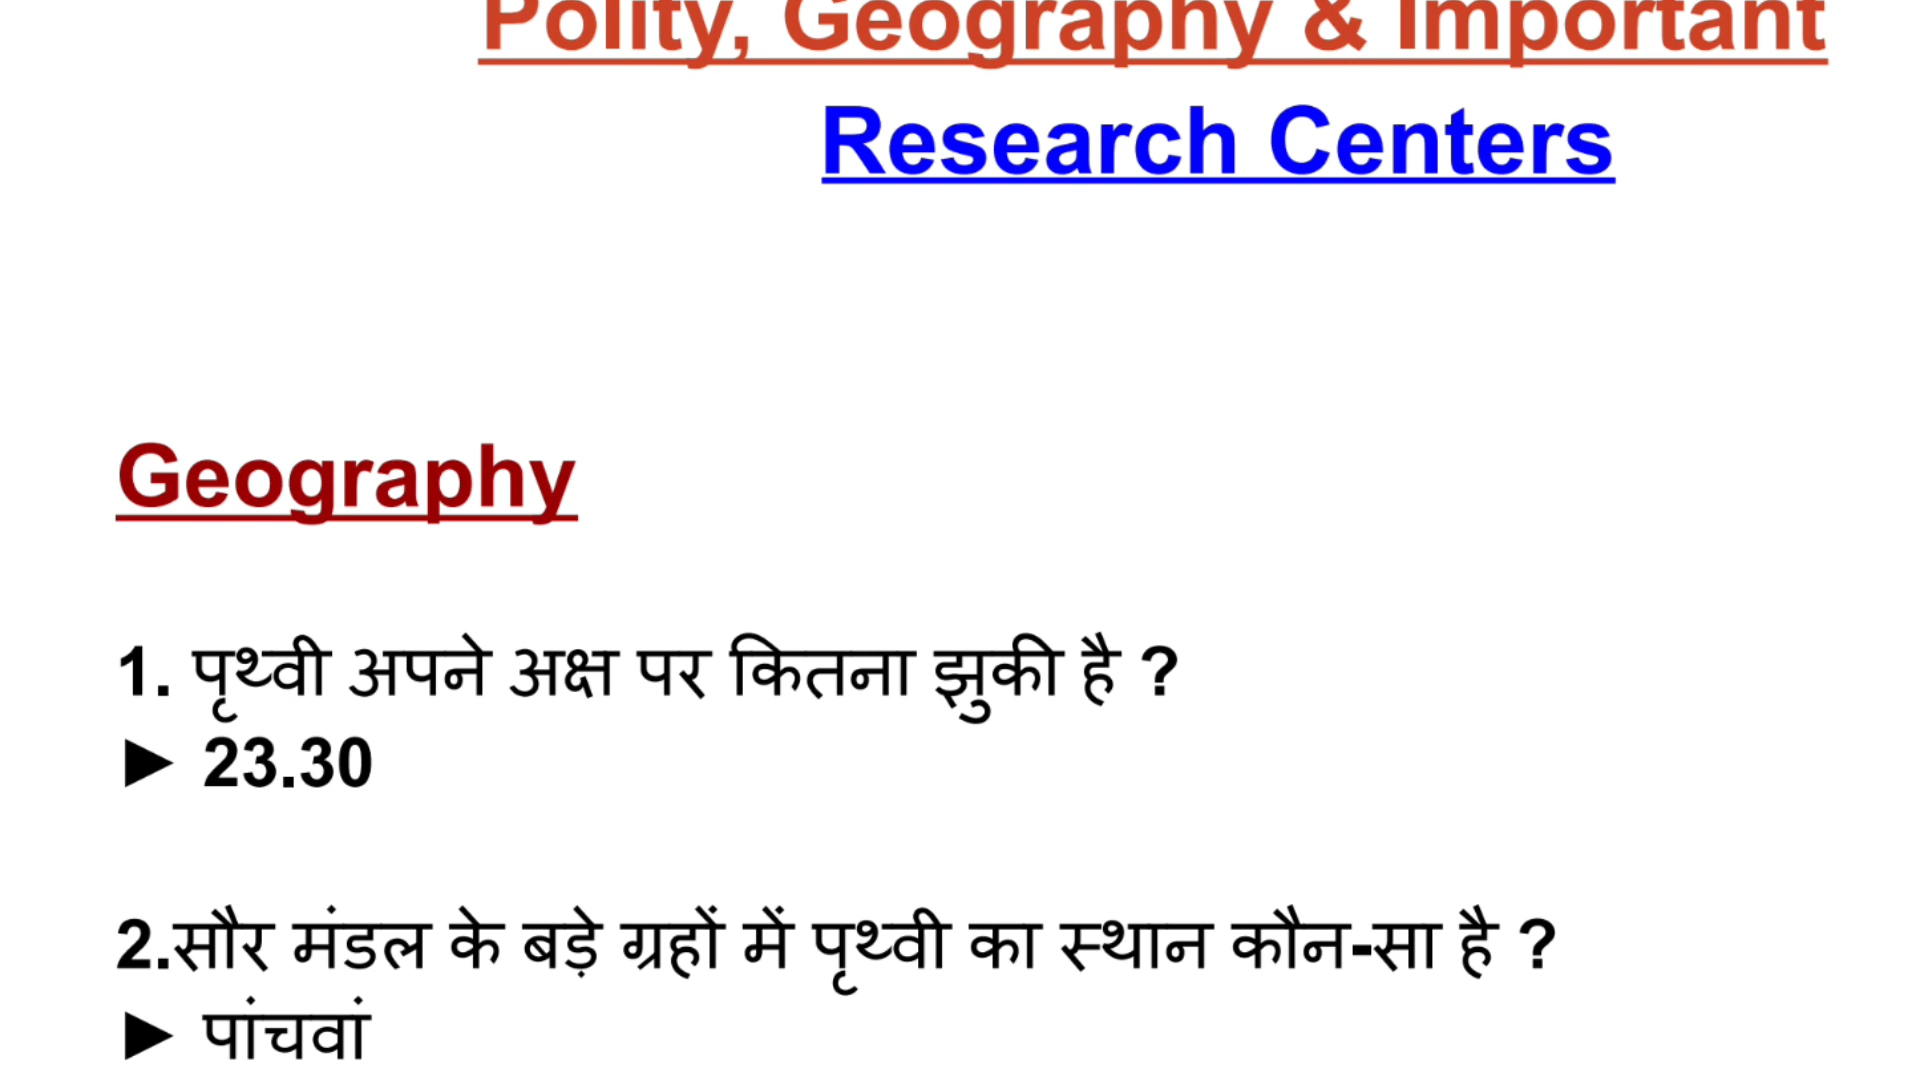 Polity, Geography & Important
Research Centers
Geography
1. पृथ्वी अपने अक्ष पर कितना झुकी है ?
► 23.30
2.सौर मंडल के बड़े ग्रहों में पृथ्वी का स्थान कौन-सा है ?
► पांचवां